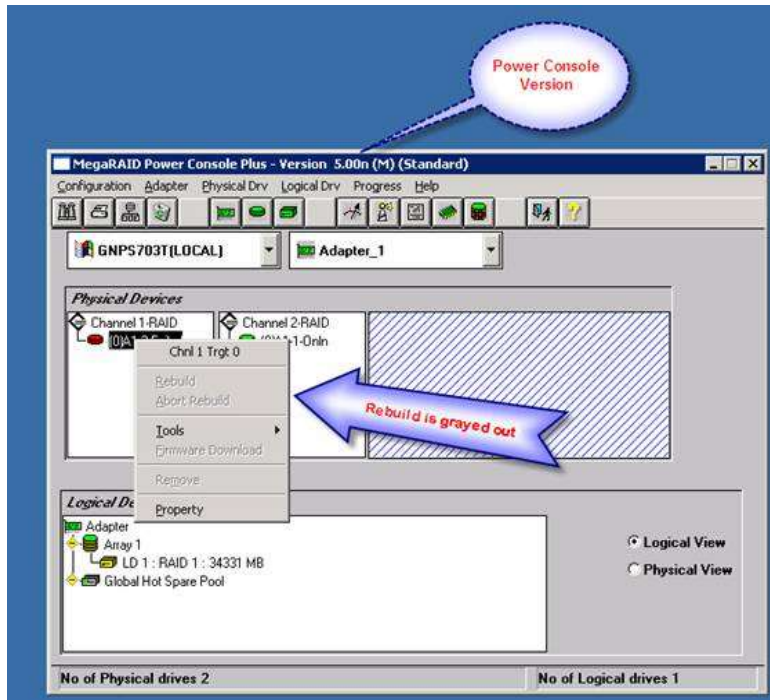 Power Console
Version
MegaRAID Power Console Plus - Version 5.00n (M) (Standard)
Configuration Adapter Physical Drv Logical Drv Progress Help
GNPS703T(LOCAL) Adapter_1
Physical Devices
Channel 1-RAID Channel 2-RAID
Chnl 1 Trgt 0
Rebuild
Abort Rebuild
Tools
Firmware Download
Remove
Property
Rebuild is grayed out
Logical
Adapter
Array 1
LD 1 : RAID 1 : 34331 MB
Global Hot Spare Pool
Logical View
Physical View
No of Physical drives 2 No of Logical drives 1